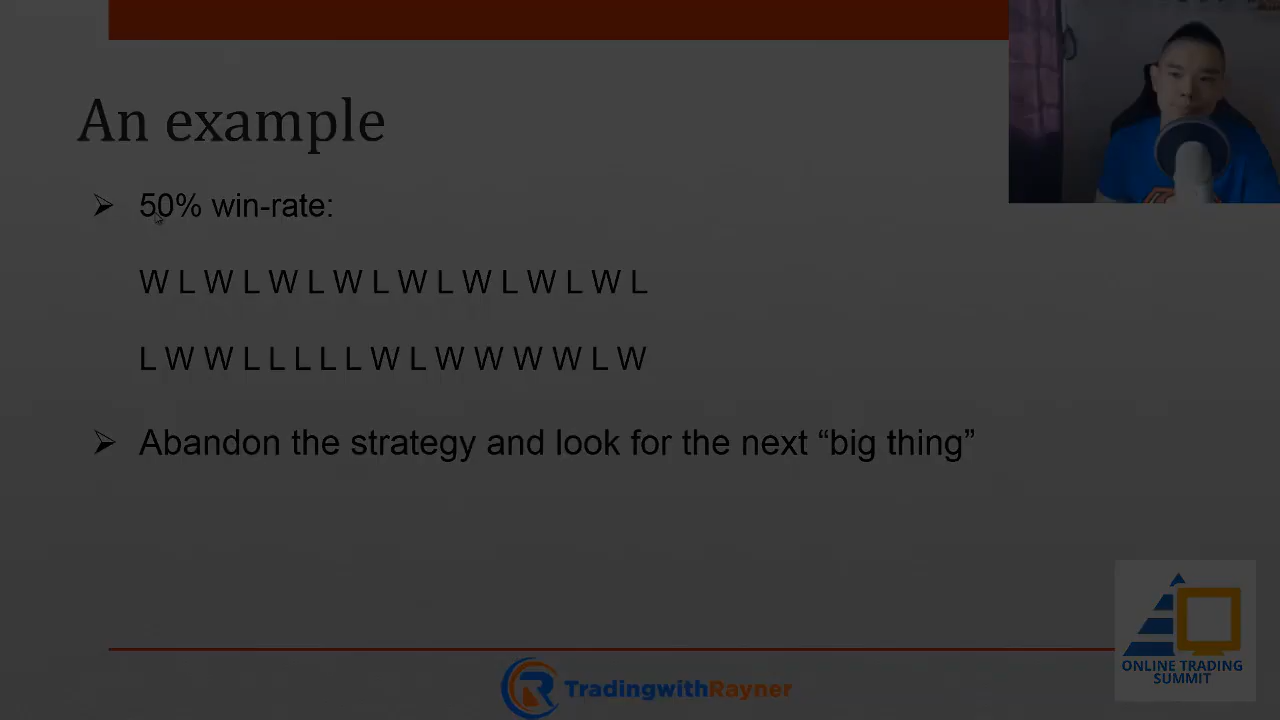 An example
➢ 50% win-rate:
W L W L W L W L W L W L W L W L
L W W L L L L L W L W W W W L W
➢ Abandon the strategy and look for the next “big thing”
ONLINE TRADING
SUMMIT
TradingwithRayner